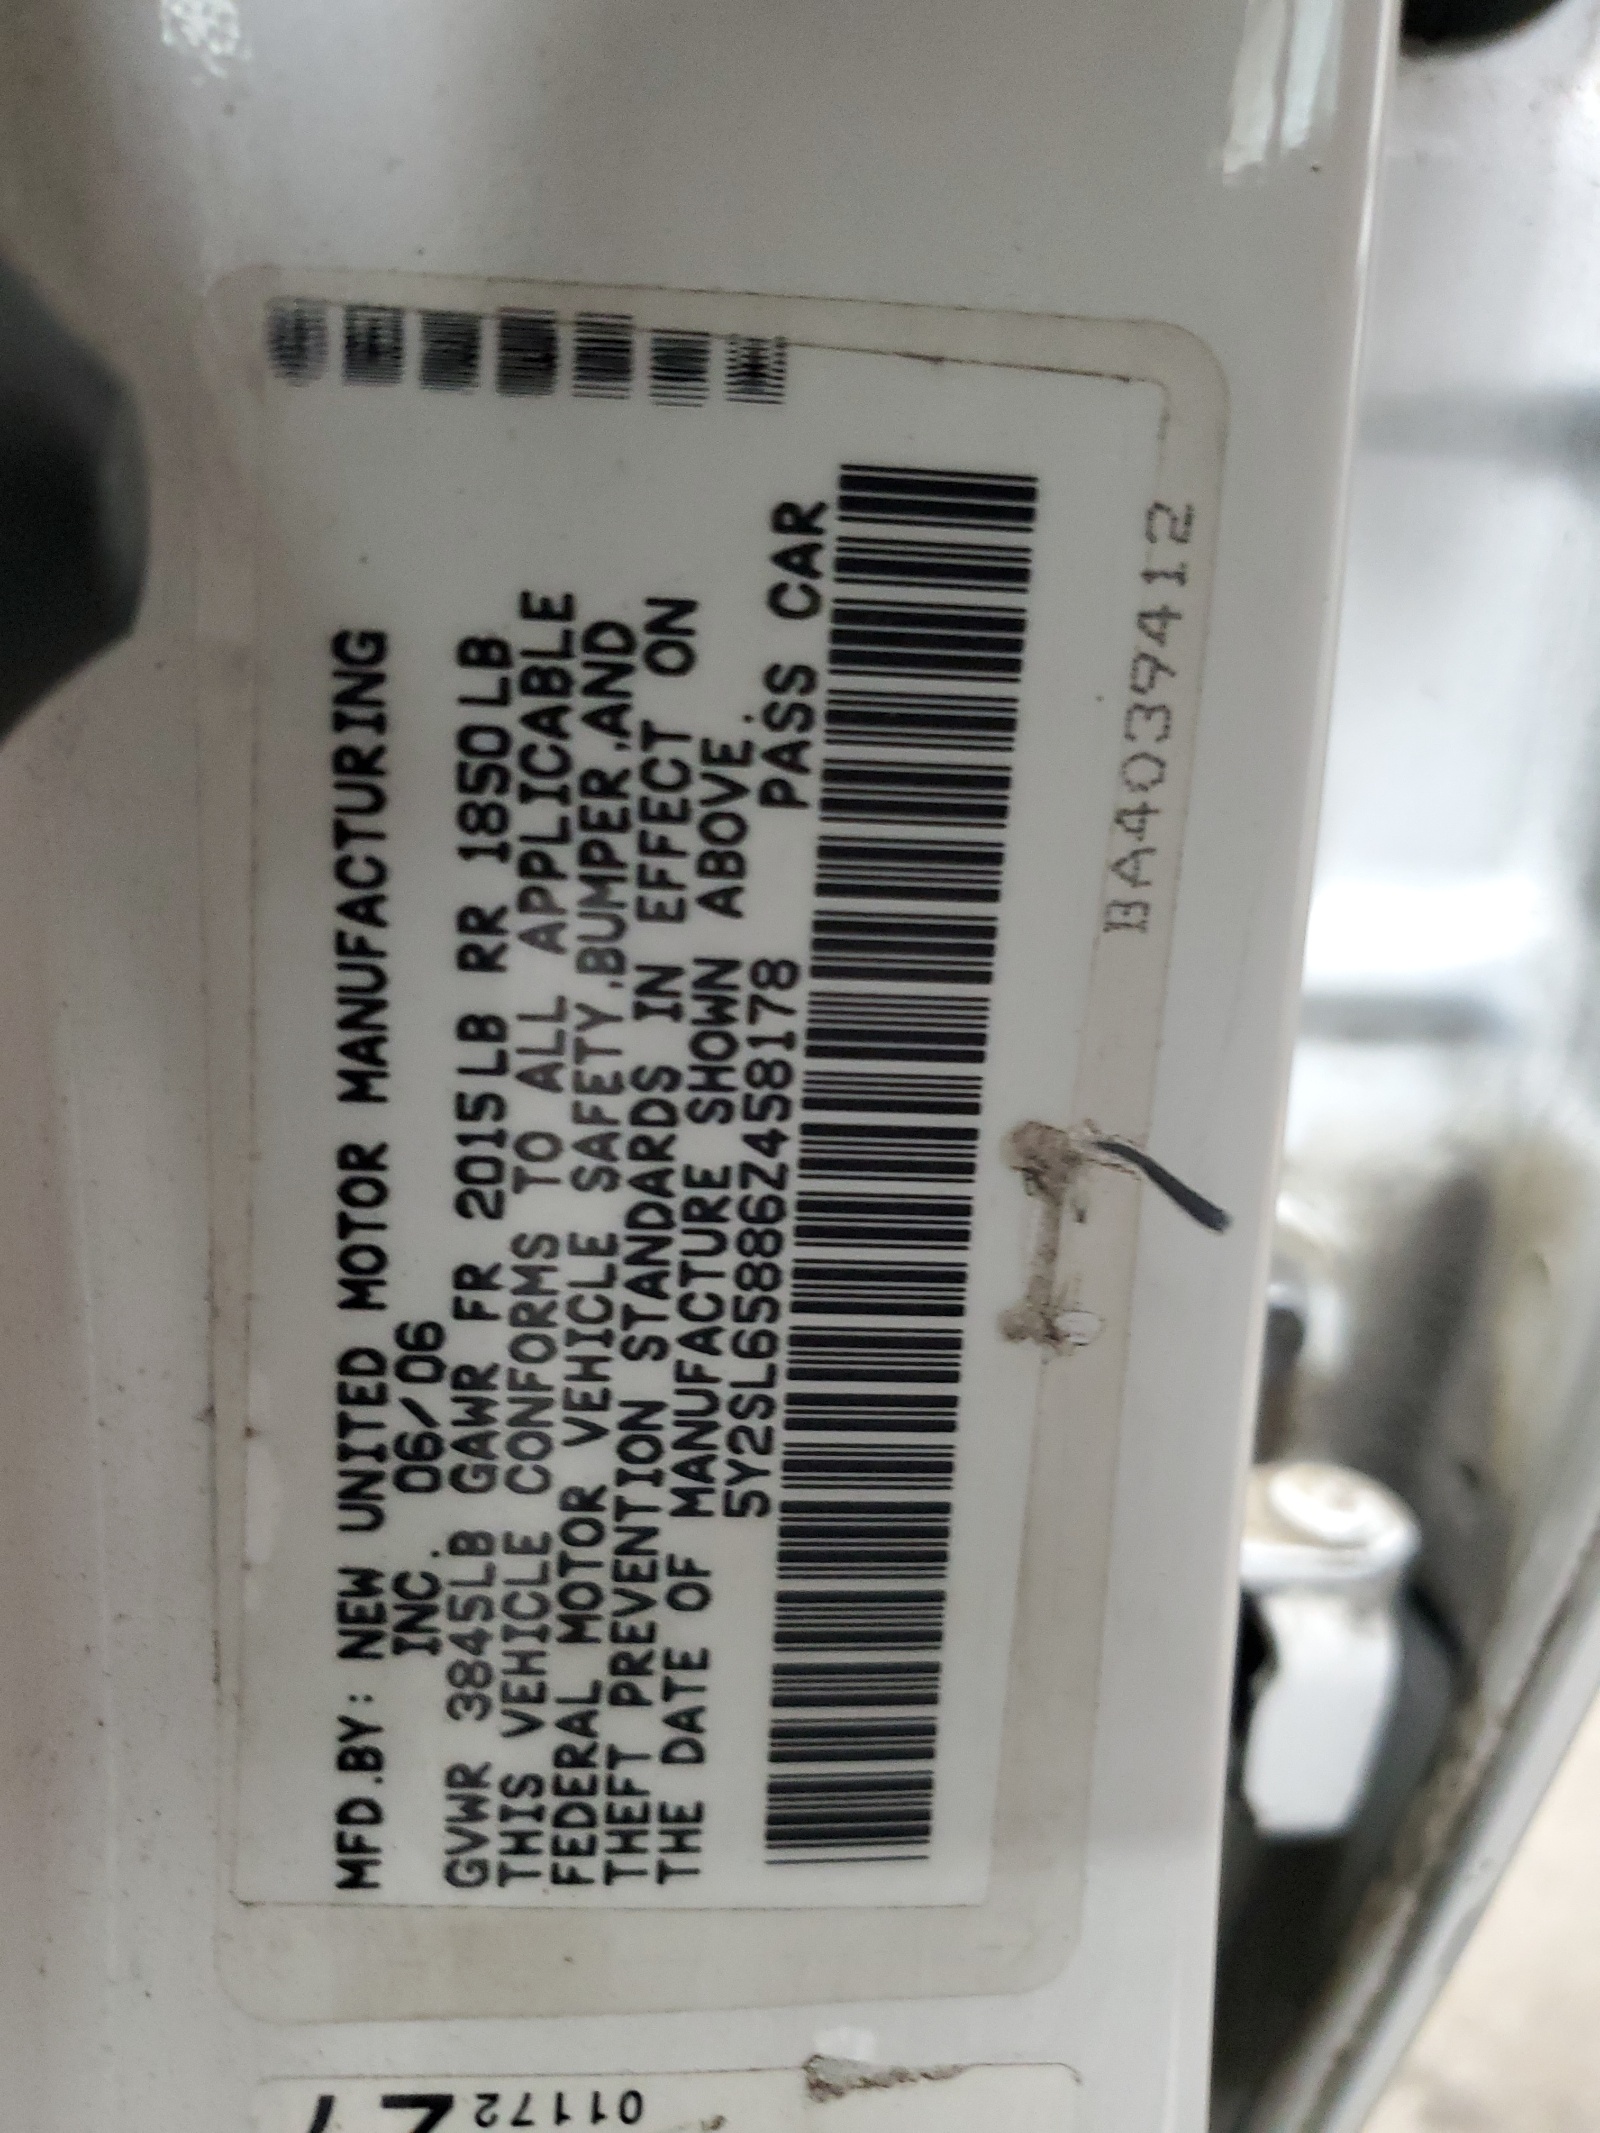 MFD.BY: NEW UNITED MOTOR MANUFACTURING
INC. 06/06
GVWR 3845LB GAWR FR 2015LB RR 1850LB
THIS VEHICLE CONFORMS TO ALL APPLICABLE
FEDERAL MOTOR VEHICLE SAFETY,BUMPER,AND
THEFT PREVENTION STANDARDS IN EFFECT ON
THE DATE OF MANUFACTURE SHOWN ABOVE.
5Y2SL65886Z458178 PASS CAR
BA4039412
01172